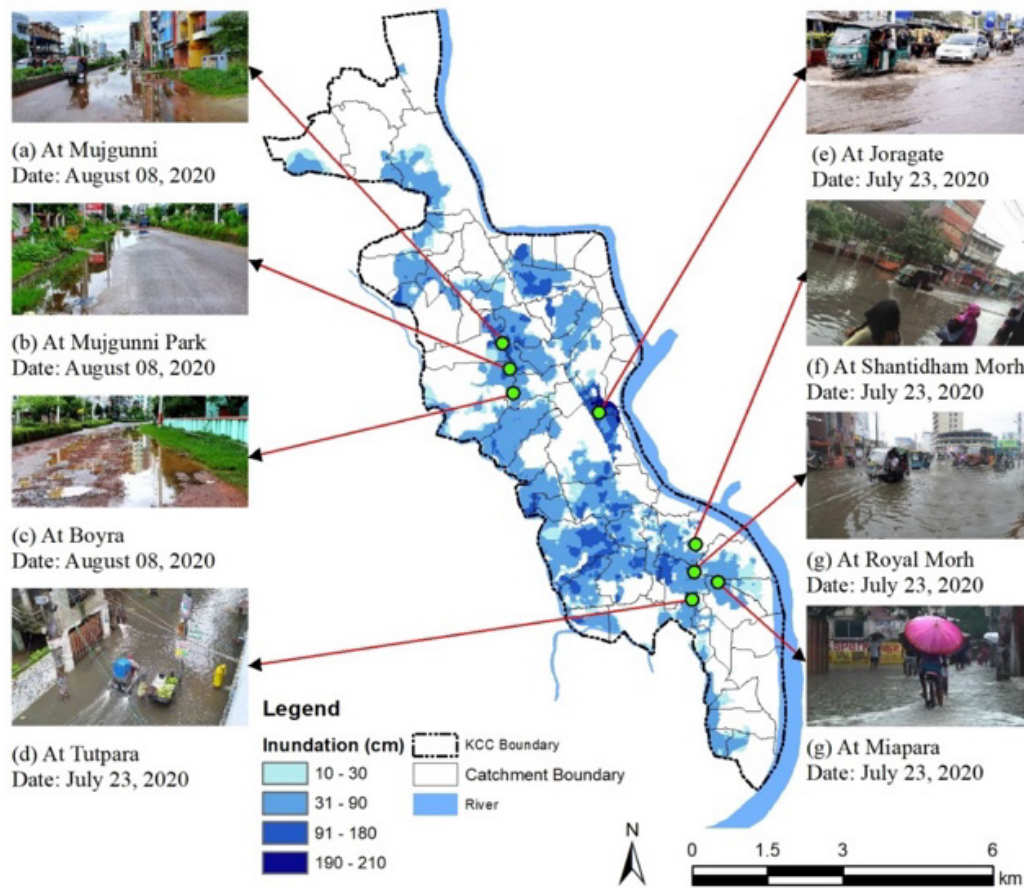 (a) At Mujgunni
Date: August 08, 2020
(b) At Mujgunni Park
Date: August 08, 2020
(c) At Boyra
Date: August 08, 2020
(d) At Tutpara
Date: July 23, 2020
(e) At Joragate
Date: July 23, 2020
(f) At Shantidham Morh
Date: July 23, 2020
(g) At Royal Morh
Date: July 23, 2020
(g) At Miapara
Date: July 23, 2020
Legend
Inundation (cm)
10 - 30
31 - 90
91 - 180
190 - 210
KCC Boundary
Catchment Boundary
River
N
0 1.5 3 6
km